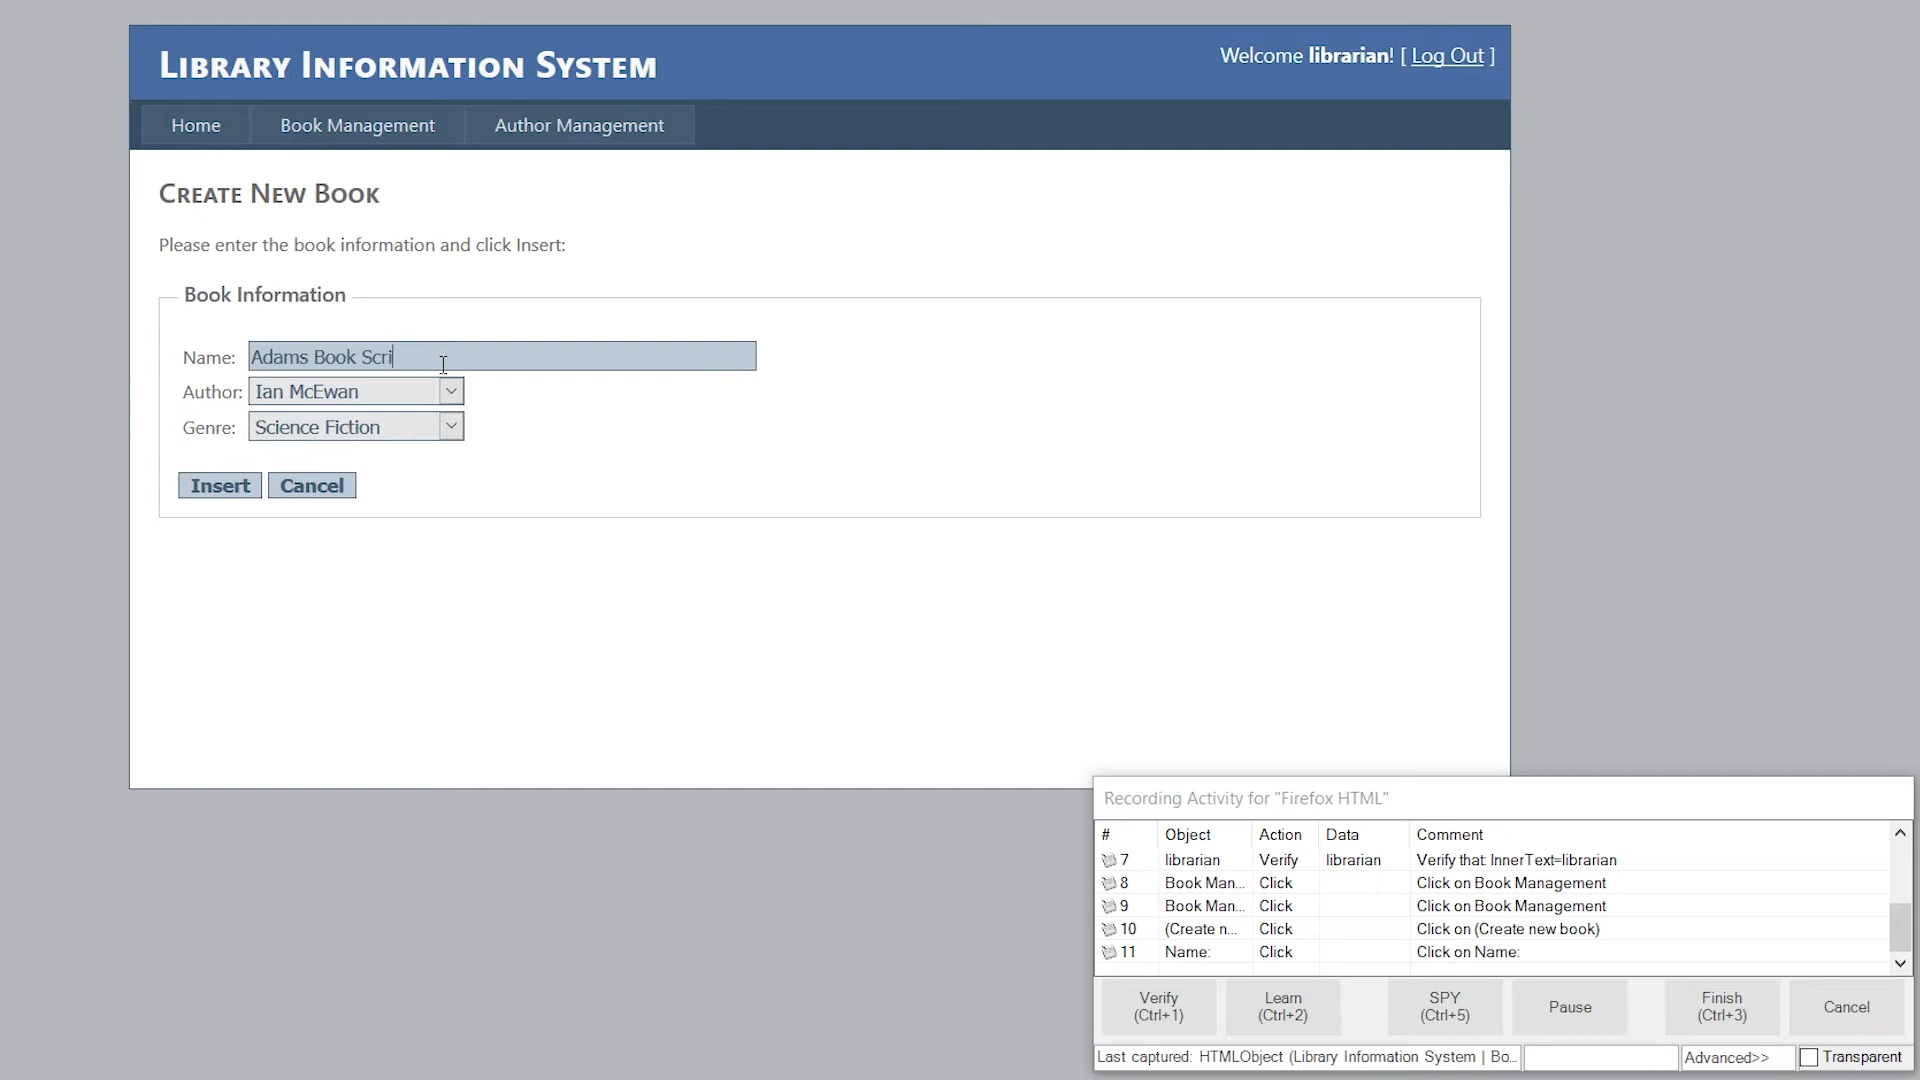 Library Information System
Welcome librarian! [ Log Out ]
Home Book Management Author Management
Create New Book
Please enter the book information and click Insert:
Book Information
Name: Adams Book Scri
Author: Ian McEwan
Genre: Science Fiction
Insert Cancel
Recording Activity for "Firefox HTML"
# Object Action Data Comment
7 librarian Verify librarian Verify that: InnerText=librarian
8 Book Man... Click Click on Book Management
9 Book Man... Click Click on Book Management
10 (Create n... Click Click on (Create new book)
11 Name: Click Click on Name:
Verify (Ctrl+1) Learn (Ctrl+2) SPY (Ctrl+5) Pause Finish (Ctrl+3) Cancel
Last captured: HTMLObject (Library Information System | Bo... Advanced>> Transparent